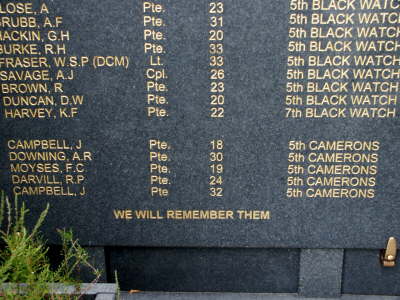 LOSE, A Pte. 23 5th BLACK WATCH
RUBB, A.F Pte. 31 5th BLACK WATCH
HACKIN, G.H Pte. 20 5th BLACK WATCH
BURKE, R.H Pte. 33 5th BLACK WATCH
FRASER, W.S.P (DCM) Lt. 33 5th BLACK WATCH
SAVAGE, A.J Cpl. 26 5th BLACK WATCH
BROWN, R Pte. 23 5th BLACK WATCH
DUNCAN, D.W Pte. 20 5th BLACK WATCH
HARVEY, K.F Pte. 22 7th BLACK WATCH
CAMPBELL, J Pte. 18 5th CAMERONS
DOWNING, A.R Pte. 30 5th CAMERONS
MOYSES, F.C. Pte. 19 5th CAMERONS
DARVILL, R.P. Pte. 24 5th CAMERONS
CAMPBELL, J Pte 32 5th CAMERONS
WE WILL REMEMBER THEM